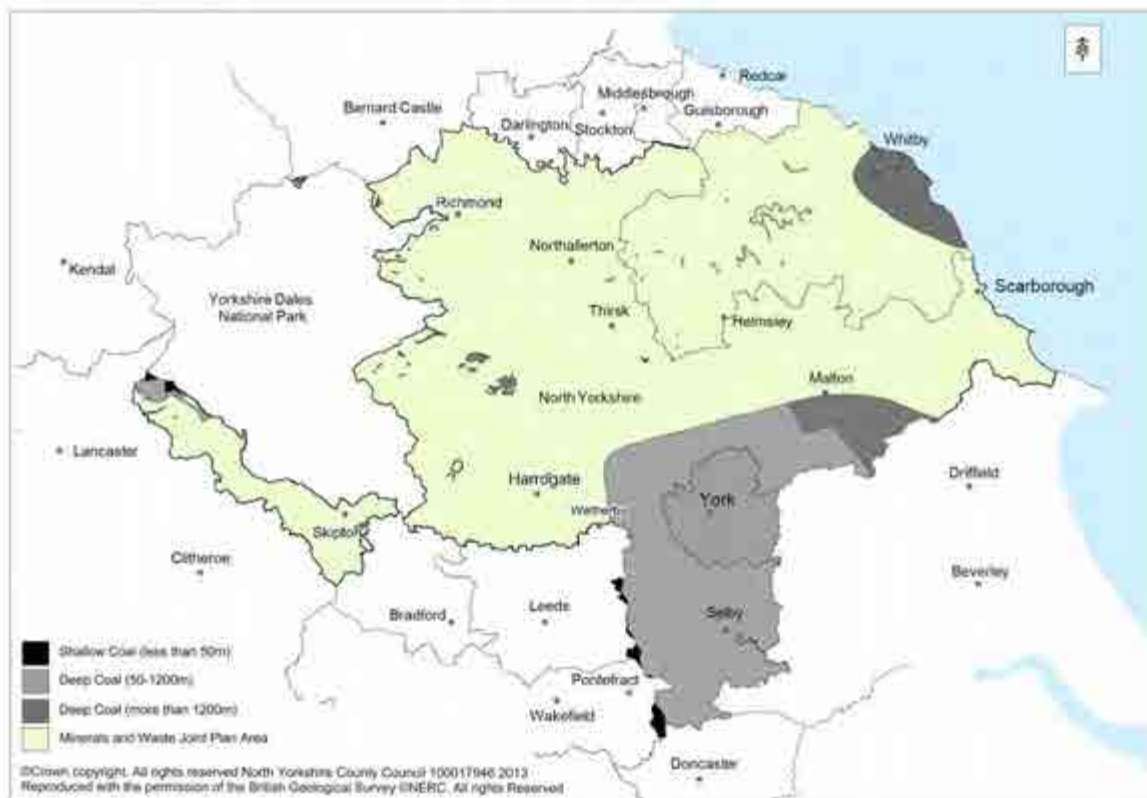 Redcar
Middlesbrough
Bernard Castle
Guisborough
Darlington
Stockton
Whitby
Richmond
Northallerton
Kendal
Yorkshire Dales
National Park
Scarborough
Thirsk
Helmsley
Malton
North Yorkshire
Lancaster
Harrogate
Driffield
York
Wetherby
Skipton
Clitheroe
Beverley
Bradford
Leeds
Selby
Shallow Coal (less than 50m)
Deep Coal (50-1200m)
Pontefract
Deep Coal (more than 1200m)
Wakefield
Minerals and Waste Joint Plan Area
Doncaster
©Crown copyright. All rights reserved North Yorkshire County Council 100017946 2013
Reproduced with the permission of the British Geological Survey ©NERC. All rights Reserved